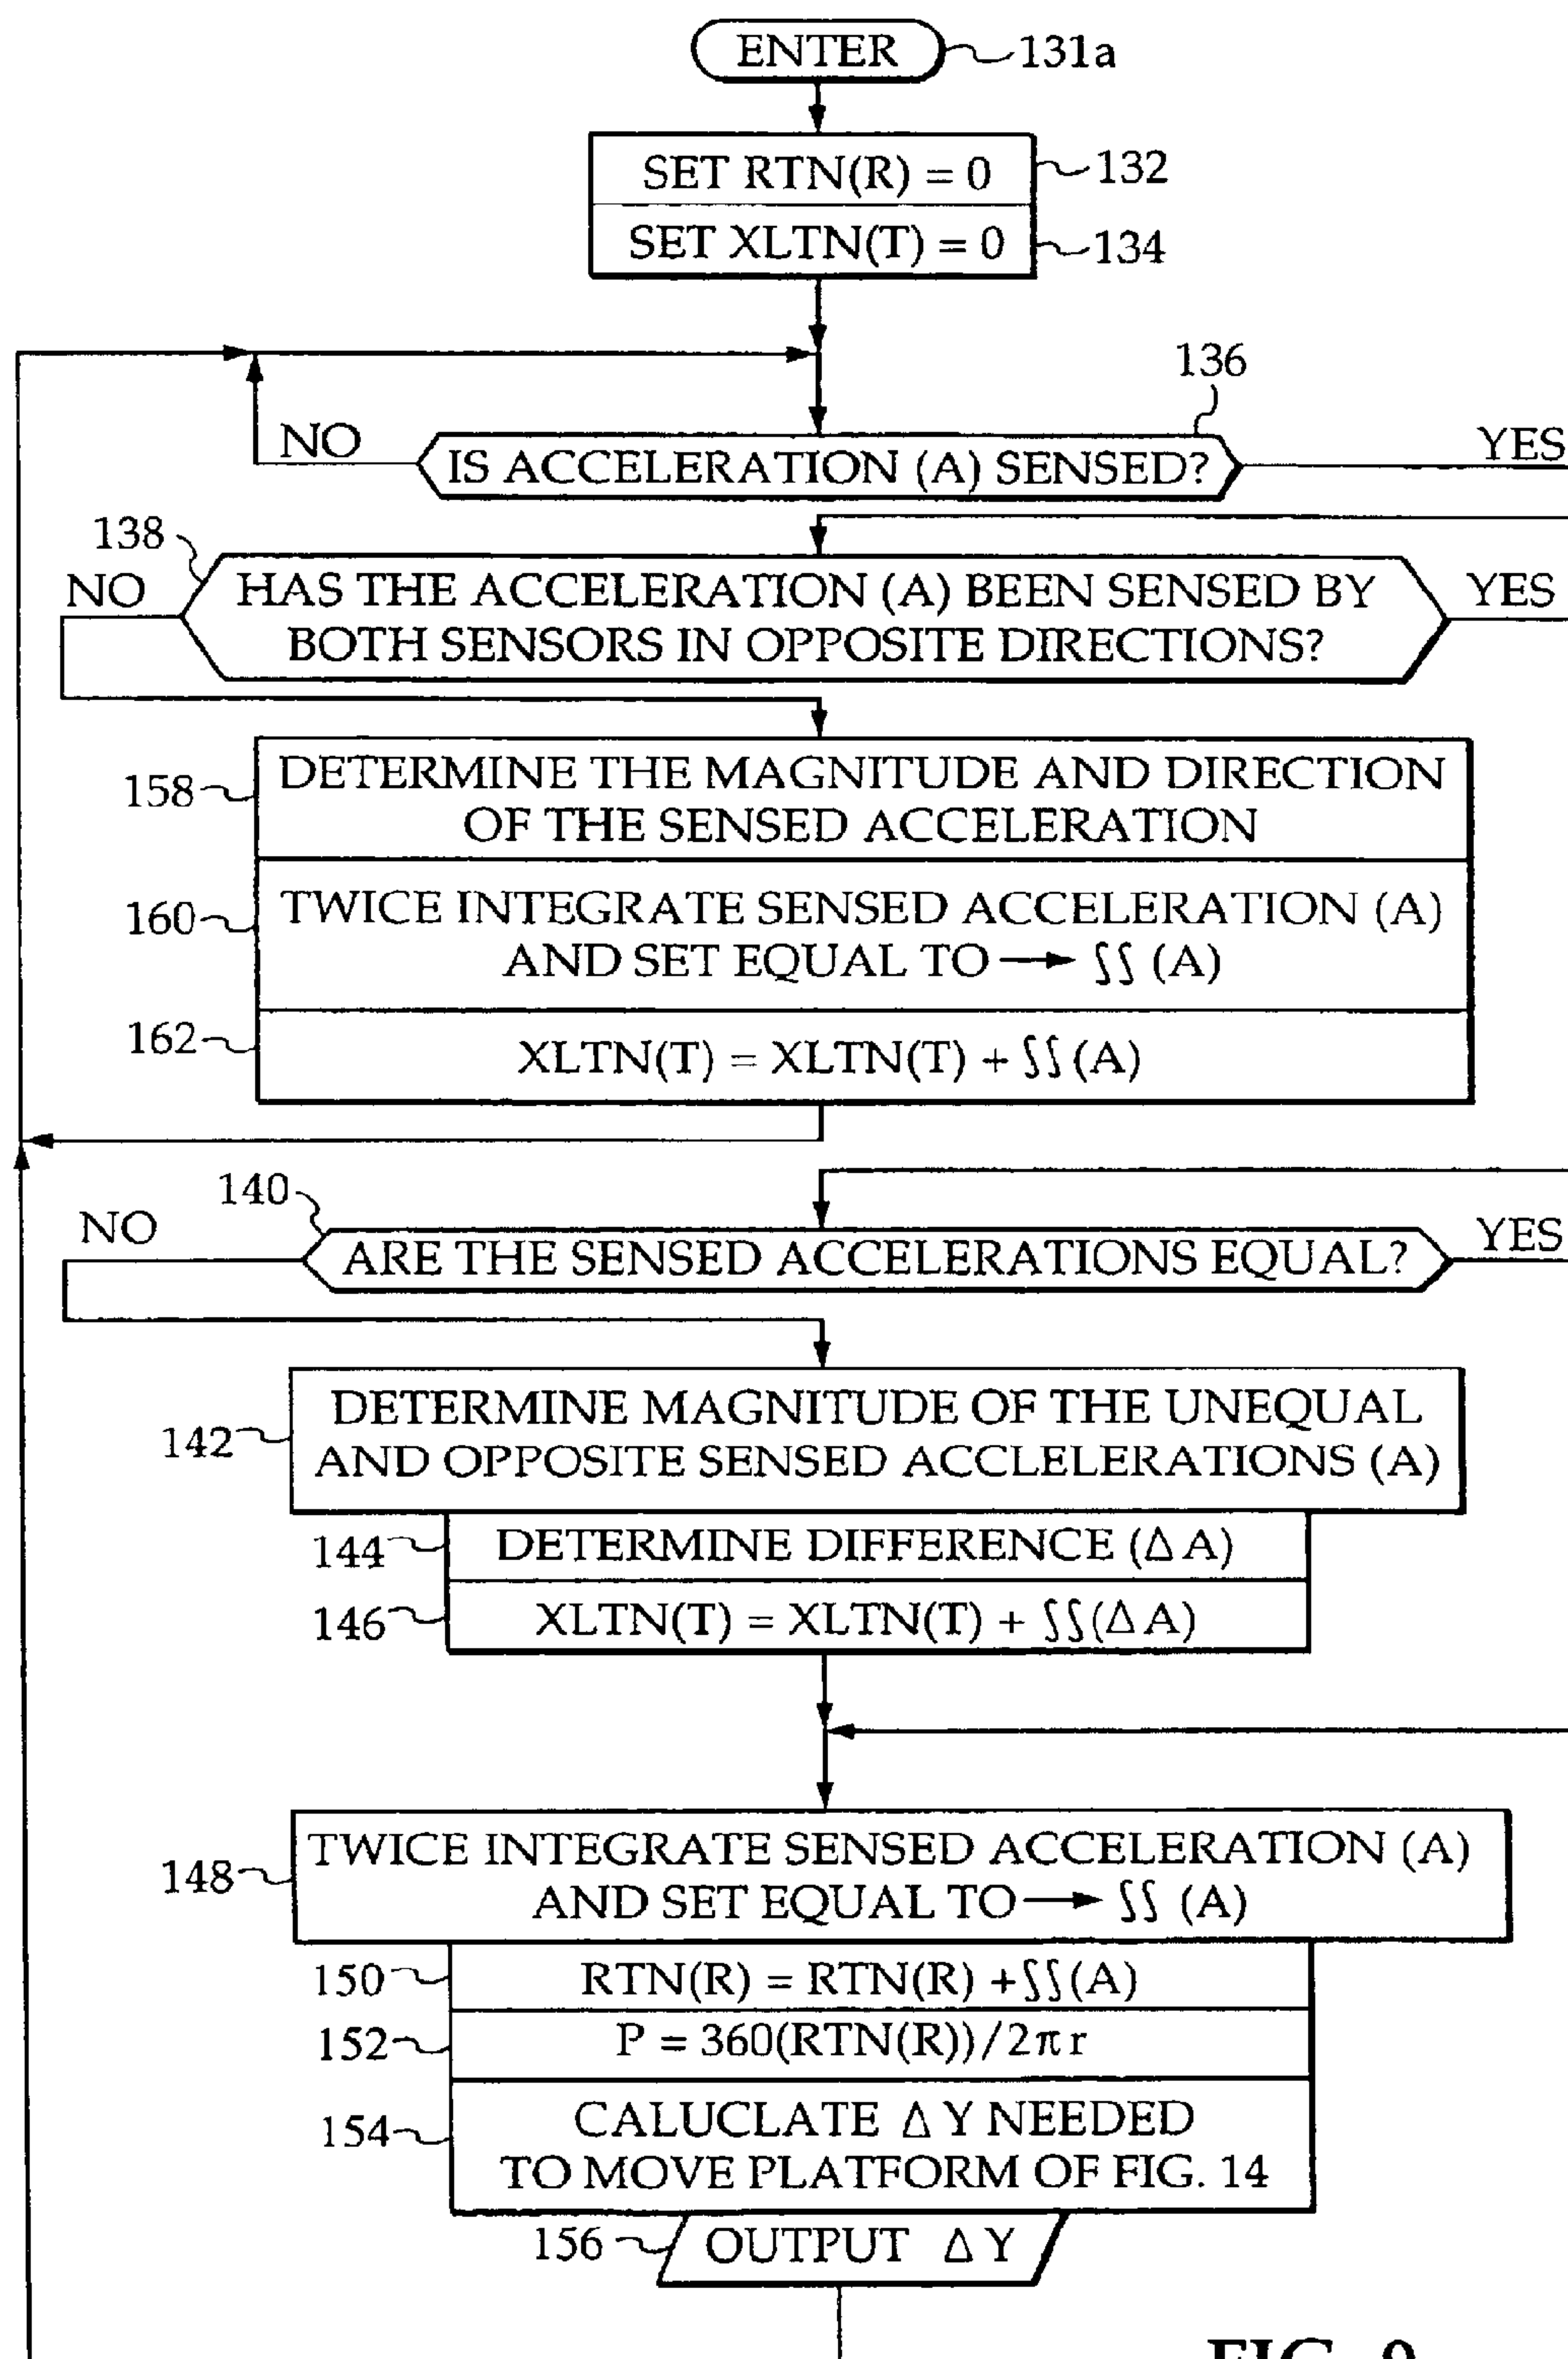 ENTER 131a
SET RTN(R) = 0 132
SET XLTN(T) = 0 134
136
NO IS ACCELERATION (A) SENSED? YES
138
NO HAS THE ACCELERATION (A) BEEN SENSED BY YES
BOTH SENSORS IN OPPOSITE DIRECTIONS?
158 DETERMINE THE MAGNITUDE AND DIRECTION
OF THE SENSED ACCELERATION
160 TWICE INTEGRATE SENSED ACCELERATION (A)
AND SET EQUAL TO → ∫∫ (A)
162 XLTN(T) = XLTN(T) + ∫∫ (A)
140
NO ARE THE SENSED ACCELERATIONS EQUAL? YES
142 DETERMINE MAGNITUDE OF THE UNEQUAL
AND OPPOSITE SENSED ACCLELERATIONS (A)
144 DETERMINE DIFFERENCE (Δ A)
146 XLTN(T) = XLTN(T) + ∫∫(Δ A)
148 TWICE INTEGRATE SENSED ACCELERATION (A)
AND SET EQUAL TO → ∫∫ (A)
150 RTN(R) = RTN(R) +∫∫(A)
152 P = 360(RTN(R))/2π r
154 CALUCLATE Δ Y NEEDED
TO MOVE PLATFORM OF FIG. 14
156 OUTPUT Δ Y
FIG.